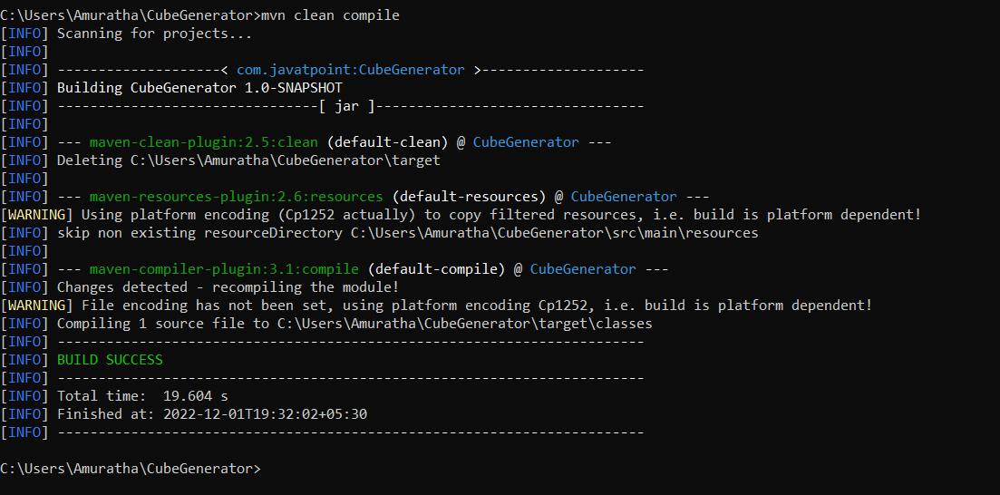 C:\Users\Amuratha\CubeGenerator>mvn clean compile
[INFO] Scanning for projects...
[INFO]
[INFO] --------------------< com.javatpoint:CubeGenerator >--------------------
[INFO] Building CubeGenerator 1.0-SNAPSHOT
[INFO] --------------------------------[ jar ]---------------------------------
[INFO]
[INFO] --- maven-clean-plugin:2.5:clean (default-clean) @ CubeGenerator ---
[INFO] Deleting C:\Users\Amuratha\CubeGenerator\target
[INFO]
[INFO] --- maven-resources-plugin:2.6:resources (default-resources) @ CubeGenerator ---
[WARNING] Using platform encoding (Cp1252 actually) to copy filtered resources, i.e. build is platform dependent!
[INFO] skip non existing resourceDirectory C:\Users\Amuratha\CubeGenerator\src\main\resources
[INFO]
[INFO] --- maven-compiler-plugin:3.1:compile (default-compile) @ CubeGenerator ---
[INFO] Changes detected - recompiling the module!
[WARNING] File encoding has not been set, using platform encoding Cp1252, i.e. build is platform dependent!
[INFO] Compiling 1 source file to C:\Users\Amuratha\CubeGenerator\target\classes
[INFO] ------------------------------------------------------------------------
[INFO] BUILD SUCCESS
[INFO] ------------------------------------------------------------------------
[INFO] Total time:  19.604 s
[INFO] Finished at: 2022-12-01T19:32:02+05:30
[INFO] ------------------------------------------------------------------------
C:\Users\Amuratha\CubeGenerator>